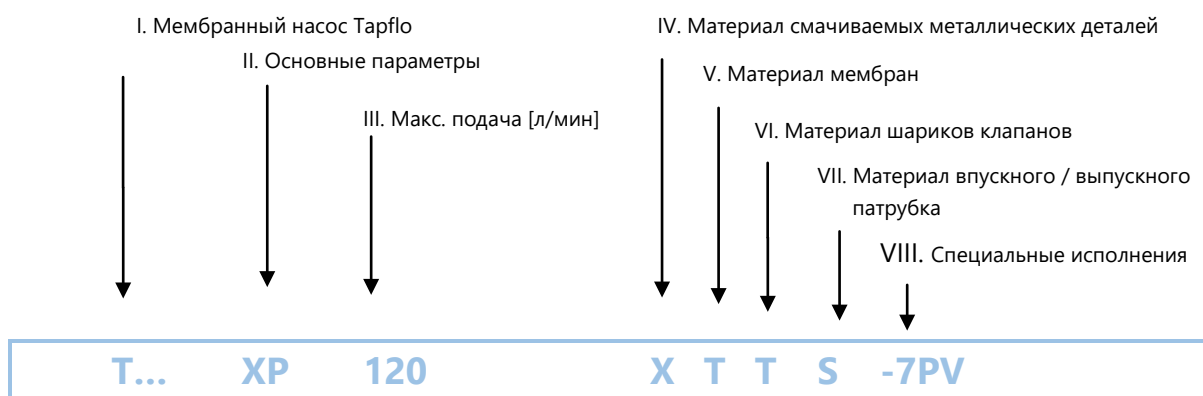 I. Мембранный насос Tapflo
IV. Материал смачиваемых металлических деталей
II. Основные параметры
V. Материал мембран
III. Макс. подача [л/мин]
VI. Материал шариков клапанов
VII. Материал впускного / выпускного
патрубка
VIII. Специальные исполнения
T... XP 120 X T T S -7PV